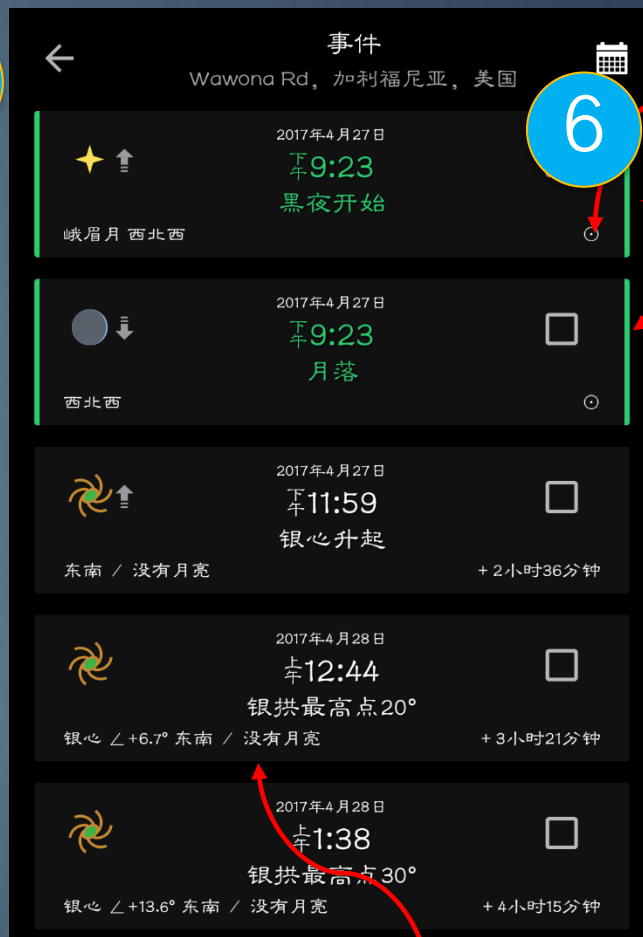 事件
Wawona Rd，加利福尼亚，美国
6
2017年4月27日
下午9:23
黑夜开始
峨眉月 西北西
2017年4月27日
下午9:23
月落
西北西
2017年4月27日
下午11:59
银心升起
东南 / 没有月亮
+ 2小时36分钟
2017年4月28日
上午12:44
银拱最高点20°
银心 ∠ +6.7° 东南 / 没有月亮
+ 3小时21分钟
2017年4月28日
上午1:38
银拱最高点30°
银心 ∠ +13.6° 东南 / 没有月亮
+ 4小时15分钟